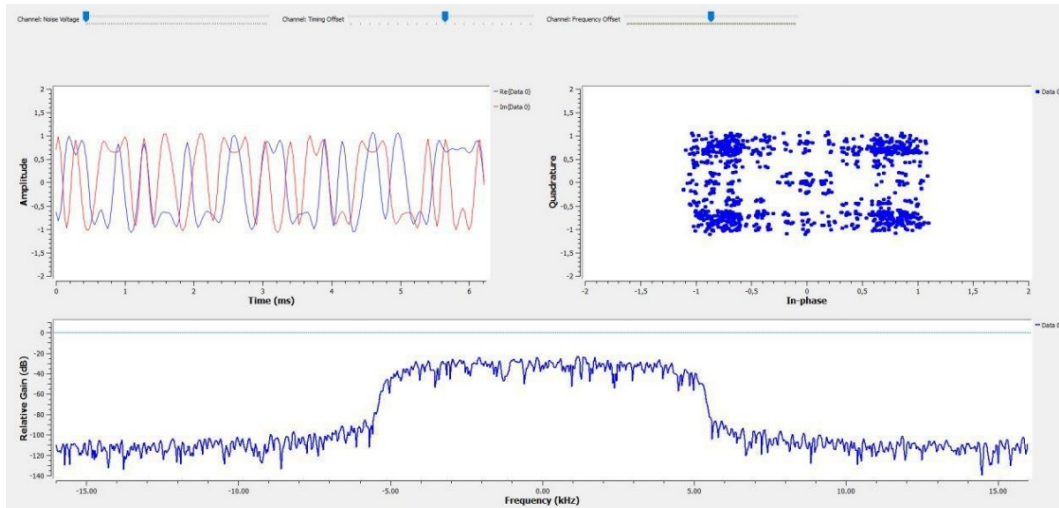 Channel: Noise Voltage
Channel: Timing Offset
Channel: Frequency Offset
2
1,5
1
0,5
0
-0,5
-1
-1,5
-2
Amplitude
0 1 2 3 4 5 6
Time (ms)
Re{Data 0}
Im{Data 0}
2
1,5
1
0,5
0
-0,5
-1
-1,5
-2
Quadrature
-2 -1,5 -1 -0,5 0 0,5 1 1,5 2
In-phase
Data 0
0
-20
-40
-60
-80
-100
-120
-140
Relative Gain (dB)
-15.00 -10.00 -5.00 0.00 5.00 10.00 15.00
Frequency (kHz)
Data 0